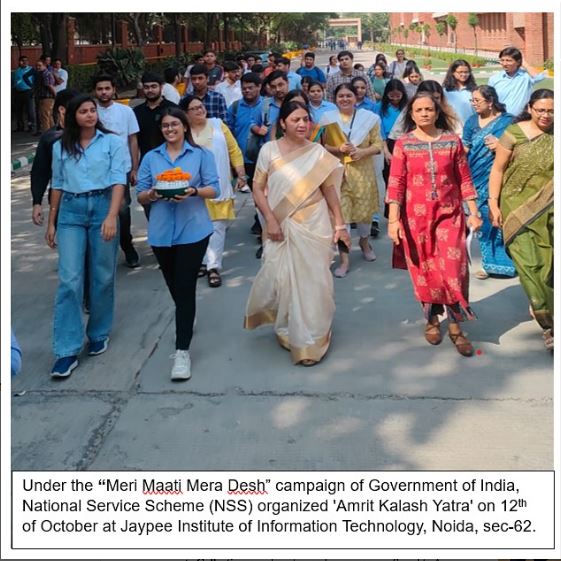 Under the “Meri Maati Mera Desh” campaign of Government of India,
National Service Scheme (NSS) organized 'Amrit Kalash Yatra' on 12th
of October at Jaypee Institute of Information Technology, Noida, sec-62.